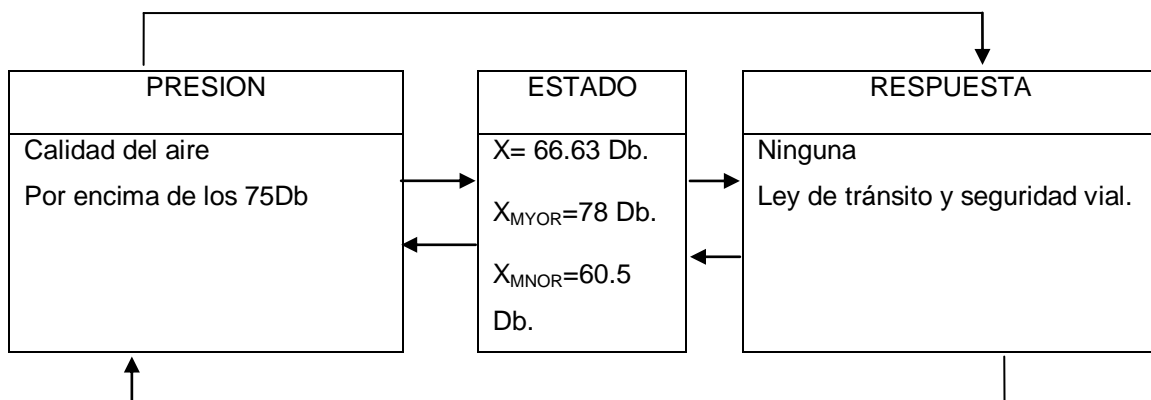 PRESION
Calidad del aire
Por encima de los 75Db
ESTADO
X= 66.63 Db.
XMYOR=78 Db.
XMNOR=60.5
Db.
RESPUESTA
Ninguna
Ley de tránsito y seguridad vial.